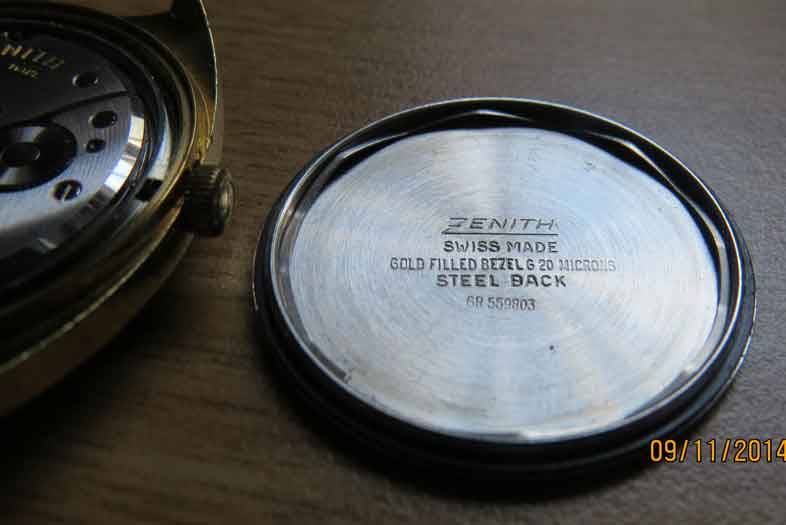 ZENITH
SWISS MADE
GOLD FILLED BEZEL G 20 MICRONS
STEEL BACK
6R 559803
09/11/2014